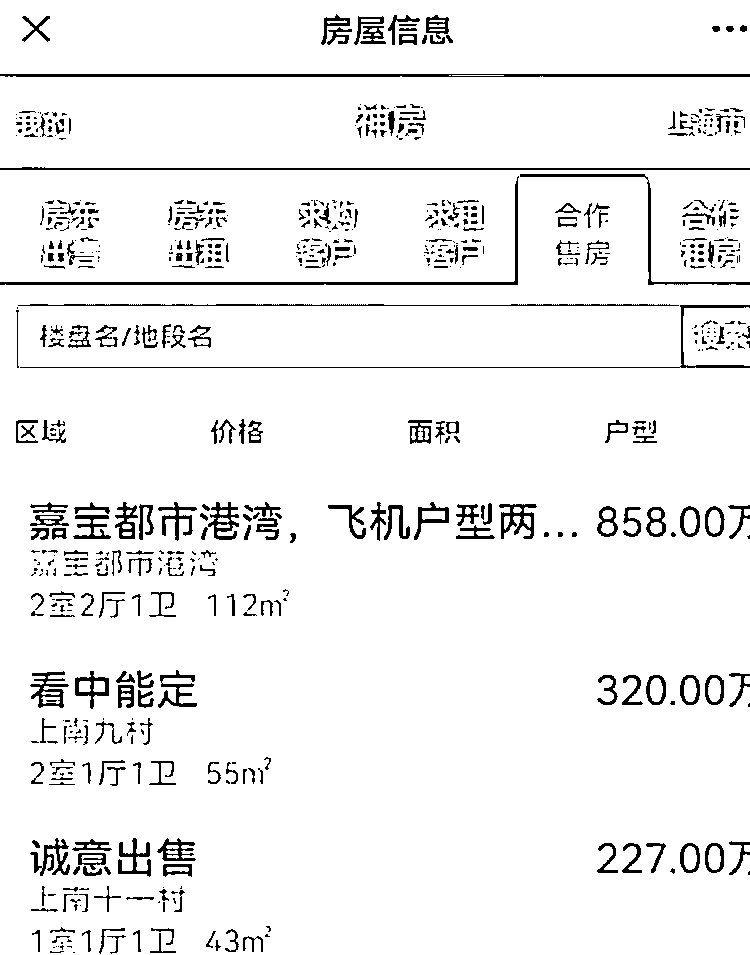 房屋信息
我的 神房 上海市
房东 房东 求购 求租 合作 合作
出售 出租 客户 客户 售房 租房
楼盘名/地段名 搜索
区域 价格 面积 户型
嘉宝都市港湾，飞机户型两... 858.00万
嘉宝都市港湾
2室2厅1卫 112m²
看中能定 320.00万
上南九村
2室1厅1卫 55m²
诚意出售 227.00万
上南十一村
1室1厅1卫 43m²